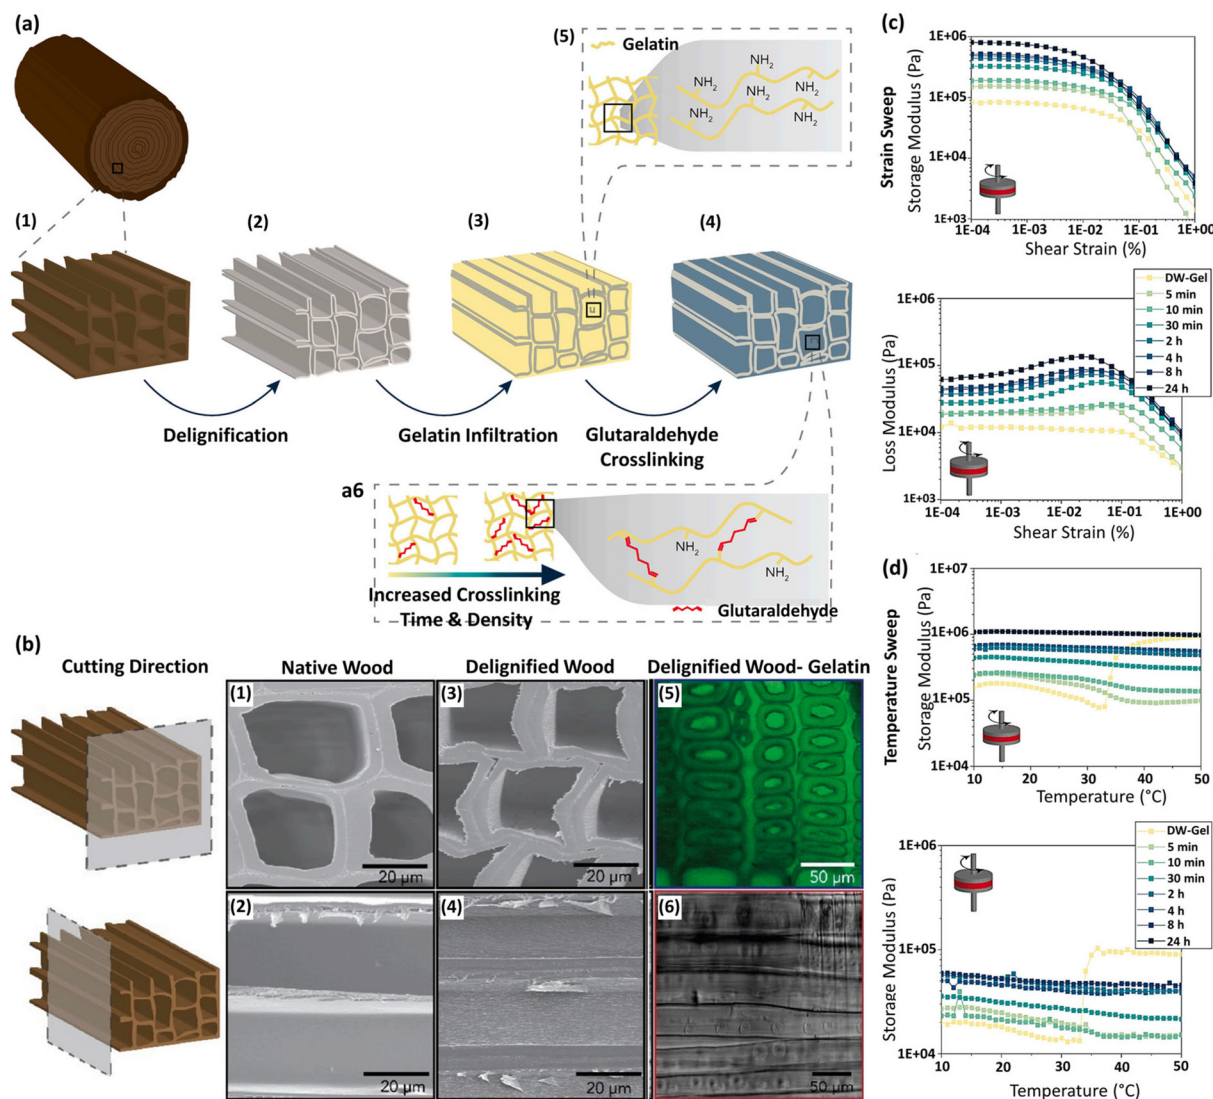 (a)
(1)
(2)
(3)
(4)
(5)
Gelatin
NH2
NH2
NH2
NH2
NH2
NH2
u
Delignification
Gelatin Infiltration
Glutaraldehyde
Crosslinking
a6
Increased Crosslinking
Time & Density
NH2
NH2
Glutaraldehyde
(b)
Cutting Direction
Native Wood
Delignified Wood
Delignified Wood- Gelatin
(1)
20 µm
(3)
20 µm
(5)
50 µm
(2)
20 µm
(4)
20 µm
(6)
50 µm
(c)
Strain Sweep
Storage Modulus (Pa)
1E+06
1E+05
1E+04
1E+03
1E-04
1E-03
1E-02
1E-01
1E+00
Shear Strain (%)
DW-Gel
5 min
10 min
30 min
2 h
4 h
8 h
24 h
Loss Modulus (Pa)
1E+06
1E+05
1E+04
1E+03
1E-04
1E-03
1E-02
1E-01
1E+00
Shear Strain (%)
(d)
Temperature Sweep
Storage Modulus (Pa)
1E+07
1E+06
1E+05
1E+04
10
20
30
40
50
Temperature (°C)
DW-Gel
5 min
10 min
30 min
2 h
4 h
8 h
24 h
Storage Modulus (Pa)
1E+06
1E+05
1E+04
10
20
30
40
50
Temperature (°C)